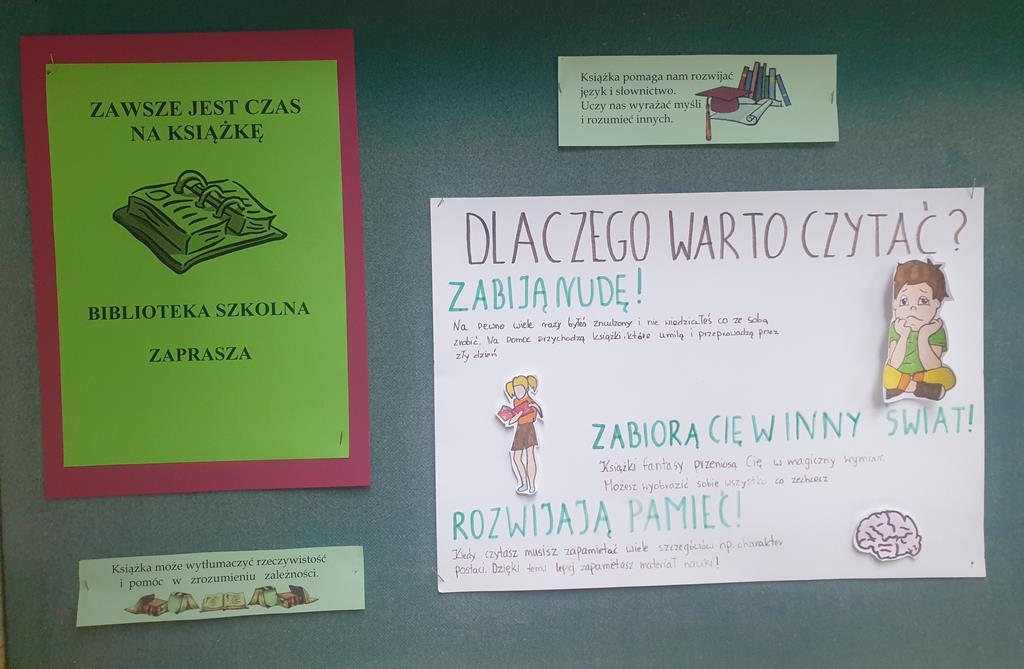 ZAWSZE JEST CZAS
NA KSIĄŻKĘ
BIBLIOTEKA SZKOLNA
ZAPRASZA
Książka może wytłumaczyć rzeczywistość
i pomóc w zrozumieniu zależności.
Książka pomaga nam rozwijać
język i słownictwo.
Uczy nas wyrażać myśli
i rozumieć innych.
DLACZEGO WARTO CZYTAĆ?
ZABIJĄ NUDĘ!
Na pewno wiele razy byłeś znudzony i nie wiedziałeś co ze sobą
zrobić. Na pomoc przychodzą książki, które umilą i przeprowadzą przez
zły dzień
ZABIORĄ CIĘ W INNY ŚWIAT!
Książki fantasy przeniosą Cię w magiczny wymiar.
Możesz wyobrazić sobie wszystko co zechcesz
ROZWIJAJĄ PAMIEĆ!
Kiedy czytasz musisz zapamiętać wiele szczegółów np. charakter
postaci. Dzięki temu lepiej zapamętasz materiał nauki!